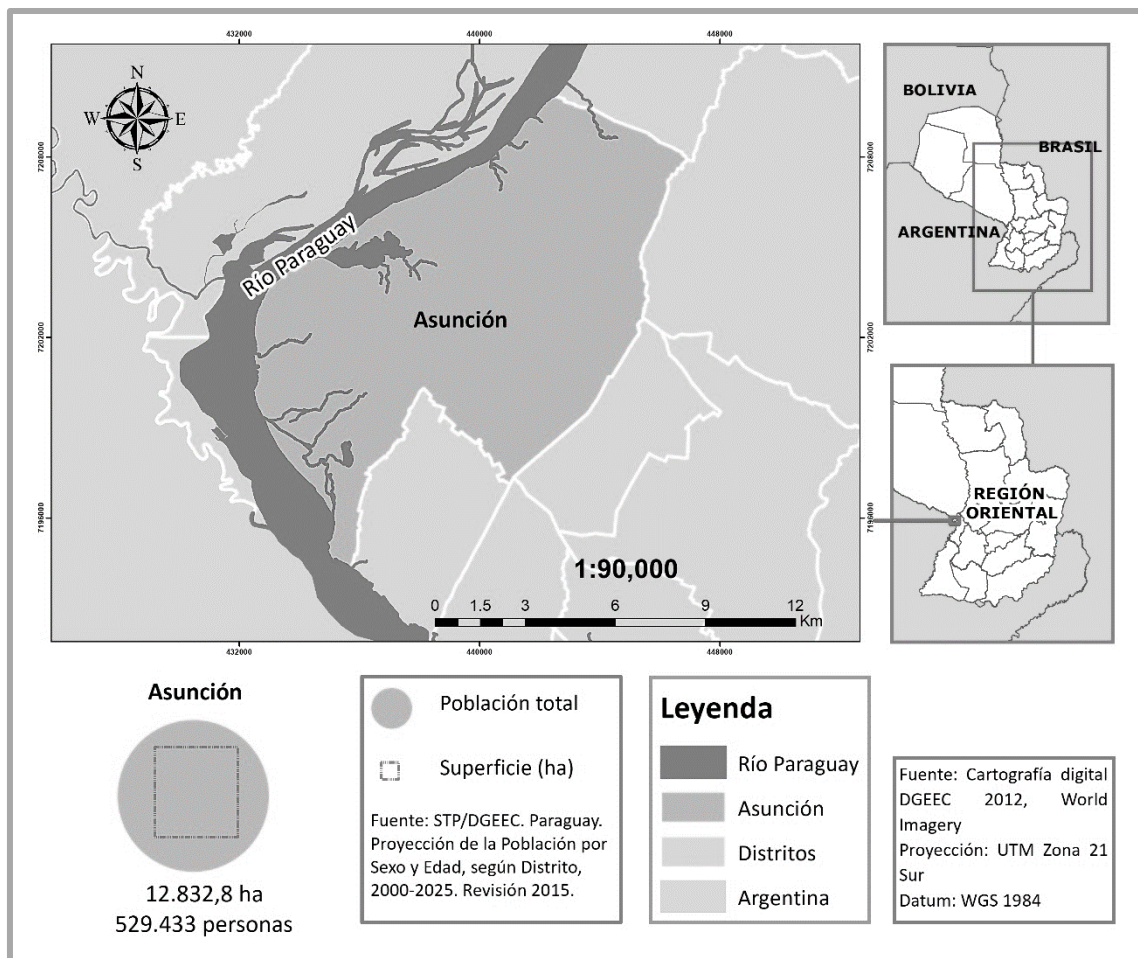 432000 440000 448000
N
W E
S
7208000 7208000
Río Paraguay
Asunción
7202000 7202000
7196000 7196000
1:90,000
0 1.5 3 6 9 12
Km
432000 440000 448000
BOLIVIA
BRASIL
ARGENTINA
REGIÓN
ORIENTAL
Asunción
12.832,8 ha
529.433 personas
Población total
Superficie (ha)
Fuente: STP/DGEEC. Paraguay.
Proyección de la Población por
Sexo y Edad, según Distrito,
2000-2025. Revisión 2015.
Leyenda
Río Paraguay
Asunción
Distritos
Argentina
Fuente: Cartografía digital
DGEEC 2012, World
Imagery
Proyección: UTM Zona 21
Sur
Datum: WGS 1984